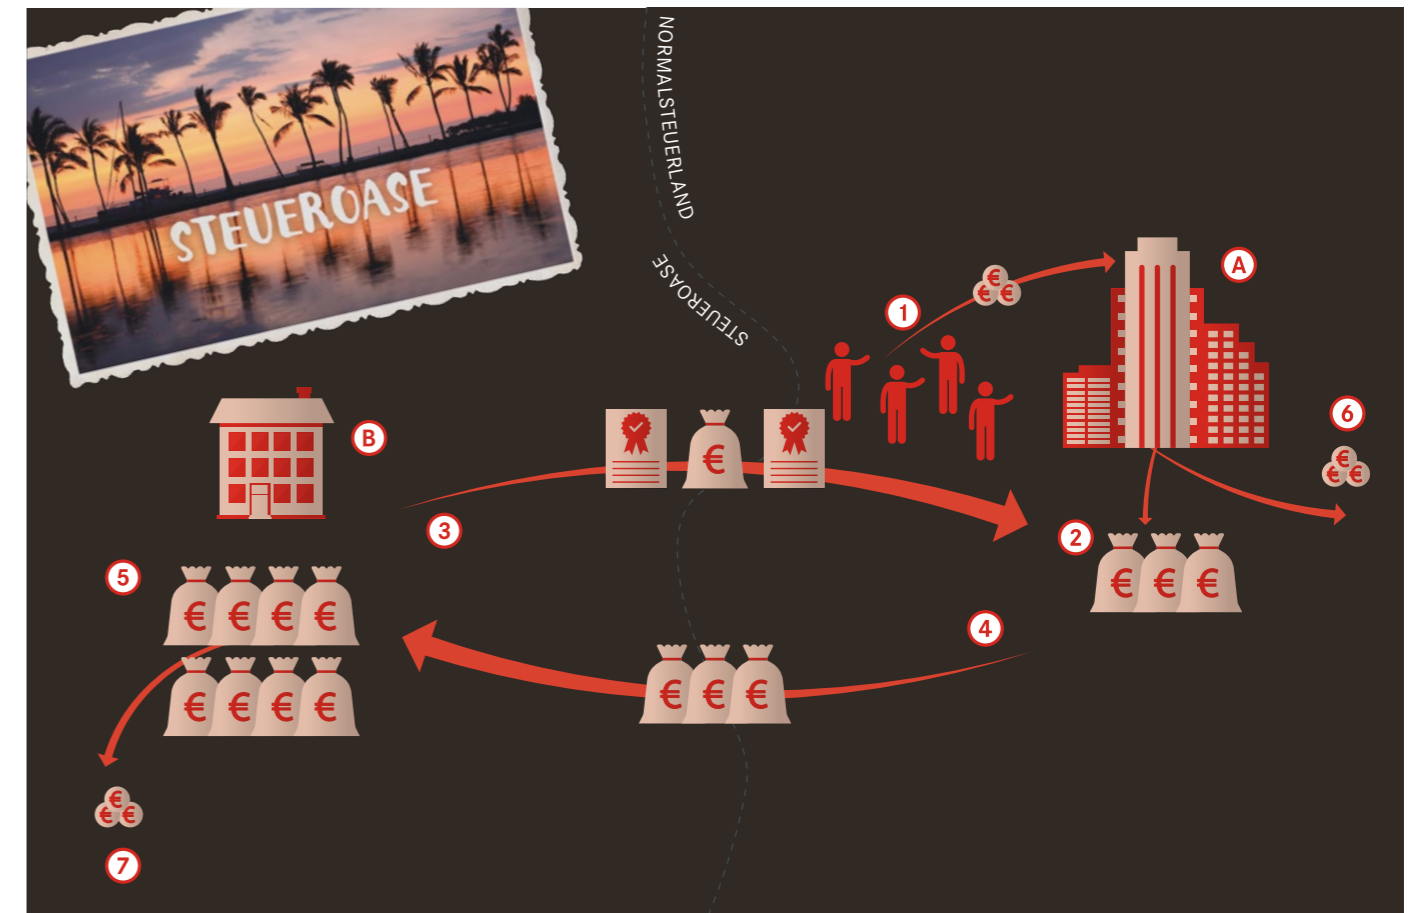 STEUEROASE
NORMALSTEUERLAND
STEUEROASE
A
1
€
€ €
6
€
€ €
B
€
3
2
€ € €
5
€ € € €
4
€ € €
€ € € €
€
€ €
7